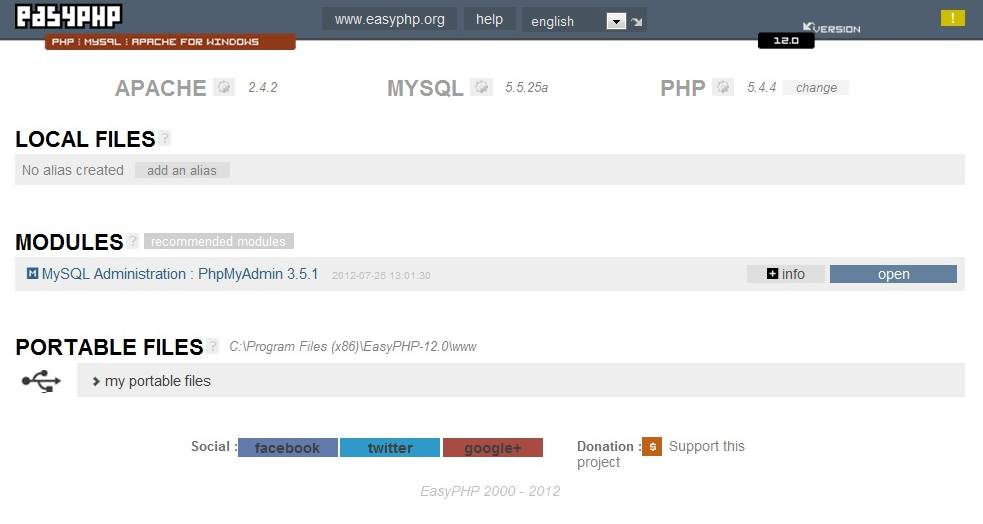 EASYPHP www.easyphp.org help english !
PHP | MYSQL | APACHE FOR WINDOWS VERSION 12.0
APACHE 2.4.2 MYSQL 5.5.25a PHP 5.4.4 change
LOCAL FILES ?
No alias created add an alias
MODULES ? recommended modules
M MySQL Administration : PhpMyAdmin 3.5.1 2012-07-25 13:01:30 + info open
PORTABLE FILES ? C:\Program Files (x86)\EasyPHP-12.0\www
my portable files
Social : facebook twitter google+ Donation : $ Support this
project
EasyPHP 2000 - 2012